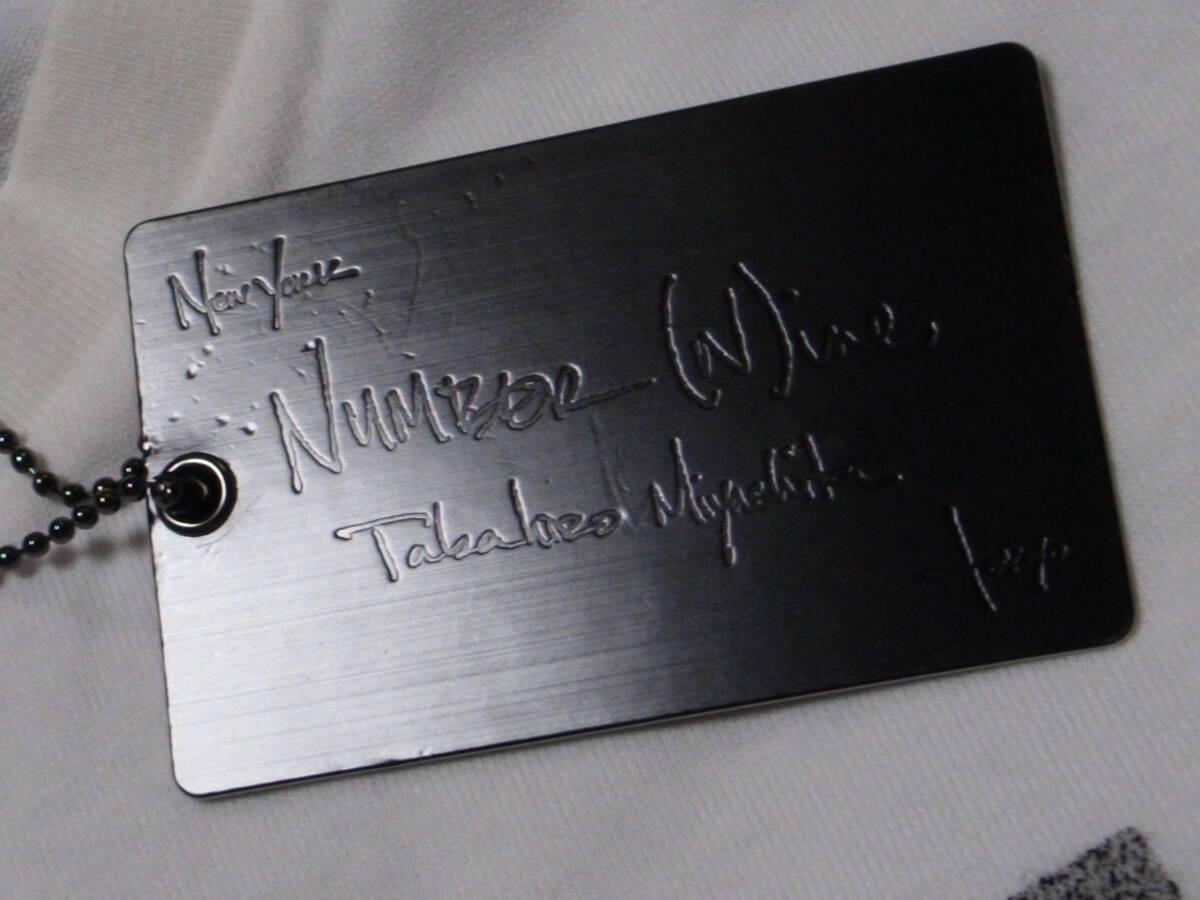 New York
NUMBER (N)ine,
Takahiro Miyashita.